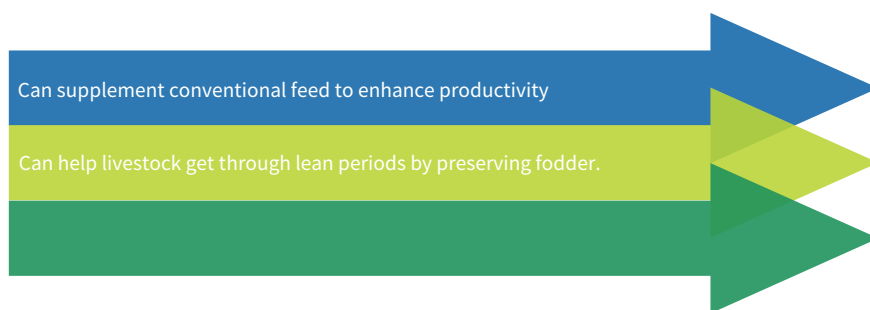 Can supplement conventional feed to enhance productivity
Can help livestock get through lean periods by preserving fodder.